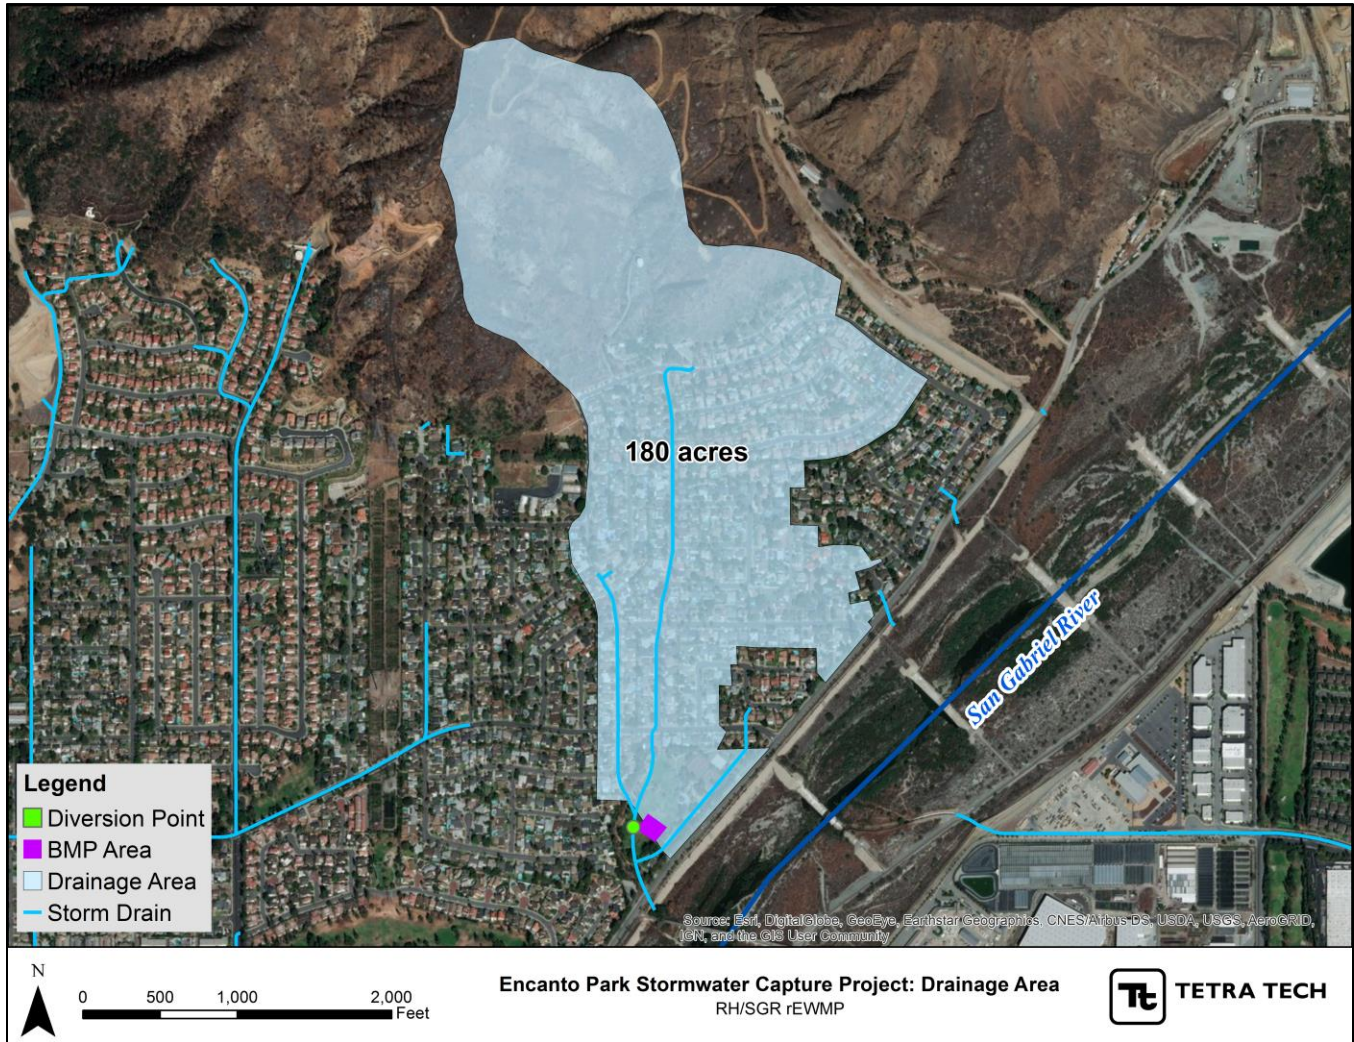 180 acres
San Gabriel River
Legend
Diversion Point
BMP Area
Drainage Area
Storm Drain
Source: Esri, DigitalGlobe, GeoEye, Earthstar Geographics, CNES/Airbus DS, USDA, USGS, AeroGRID,
IGN, and the GIS User Community
N
0 500 1,000 2,000
Feet
Encanto Park Stormwater Capture Project: Drainage Area
RH/SGR rEWMP
Tt TETRA TECH